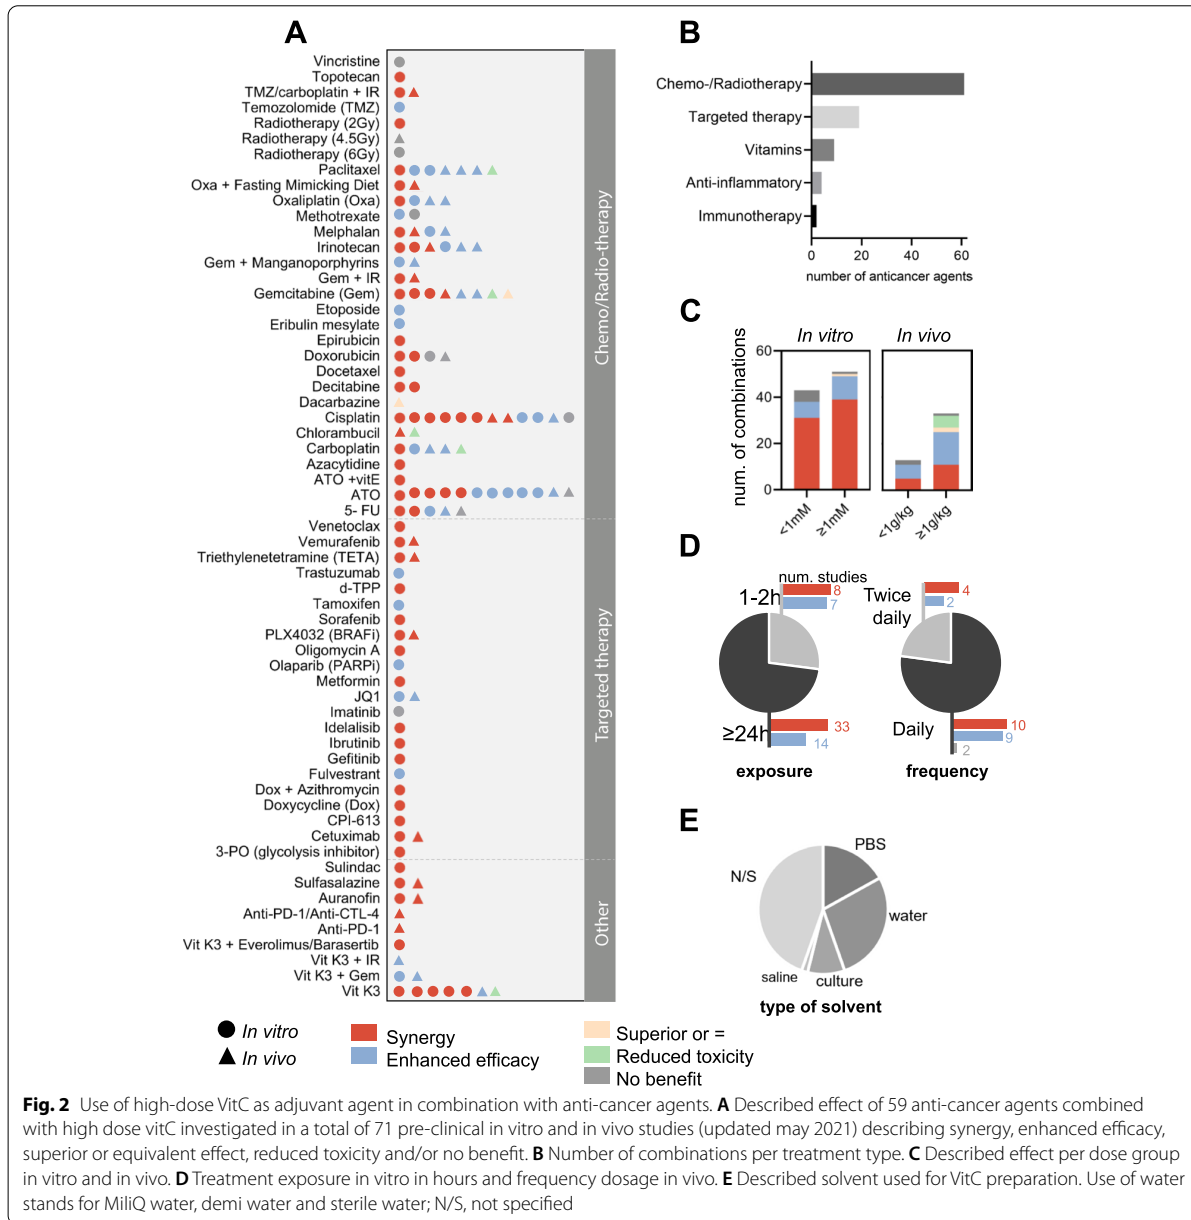 A
Vincristine
Topotecan
TMZ/carboplatin + IR
Temozolomide (TMZ)
Radiotherapy (2Gy)
Radiotherapy (4.5Gy)
Radiotherapy (6Gy)
Paclitaxel
Oxa + Fasting Mimicking Diet
Oxaliplatin (Oxa)
Methotrexate
Melphalan
Irinotecan
Gem + Manganoporphyrins
Gem + IR
Gemcitabine (Gem)
Etoposide
Eribulin mesylate
Epirubicin
Doxorubicin
Docetaxel
Decitabine
Dacarbazine
Cisplatin
Chlorambucil
Carboplatin
Azacytidine
ATO +vitE
ATO
5- FU
Venetoclax
Vemurafenib
Triethylenetetramine (TETA)
Trastuzumab
d-TPP
Tamoxifen
Sorafenib
PLX4032 (BRAFi)
Oligomycin A
Olaparib (PARPi)
Metformin
JQ1
Imatinib
Idelalisib
Ibrutinib
Gefitinib
Fulvestrant
Dox + Azithromycin
Doxycycline (Dox)
CPI-613
Cetuximab
3-PO (glycolysis inhibitor)
Sulindac
Sulfasalazine
Auranofin
Anti-PD-1/Anti-CTL-4
Anti-PD-1
Vit K3 + Everolimus/Barasertib
Vit K3 + IR
Vit K3 + Gem
Vit K3
Chemo/Radio-therapy
Targeted therapy
Other
In vitro
In vivo
Synergy
Enhanced efficacy
Superior or =
Reduced toxicity
No benefit
B
Chemo-/Radiotherapy
Targeted therapy
Vitamins
Anti-inflammatory
Immunotherapy
0 20 40 60
number of anticancer agents
C
In vitro In vivo
num. of combinations
60
40
20
0
<1mM ≥1mM <1g/kg ≥1g/kg
D
num. studies
1-2h
8
7
≥24h
33
14
exposure
Twice
daily
4
2
Daily
10
9
2
frequency
E
PBS
water
culture
saline
N/S
type of solvent
Fig. 2 Use of high-dose VitC as adjuvant agent in combination with anti-cancer agents. A Described effect of 59 anti-cancer agents combined
with high dose vitC investigated in a total of 71 pre-clinical in vitro and in vivo studies (updated may 2021) describing synergy, enhanced efficacy,
superior or equivalent effect, reduced toxicity and/or no benefit. B Number of combinations per treatment type. C Described effect per dose group
in vitro and in vivo. D Treatment exposure in vitro in hours and frequency dosage in vivo. E Described solvent used for VitC preparation. Use of water
stands for MiliQ water, demi water and sterile water; N/S, not specified